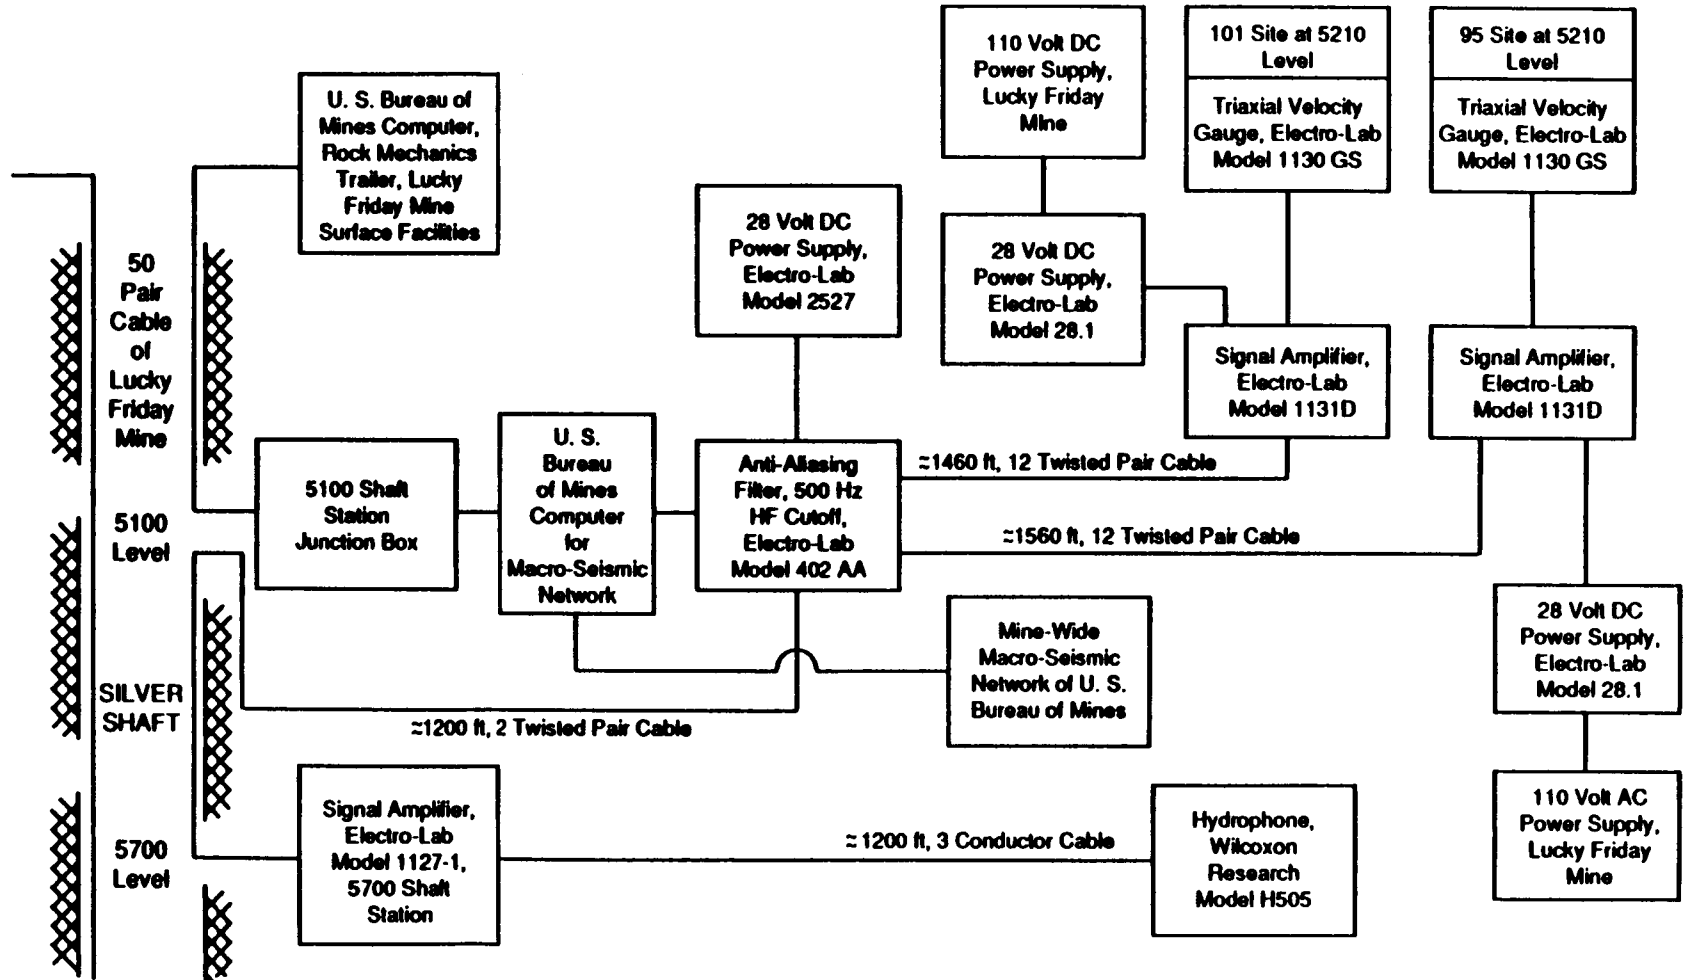 110 Volt DC
Power Supply,
Lucky Friday
Mine
101 Site at 5210
Level
Triaxial Velocity
Gauge, Electro-Lab
Model 1130 GS
95 Site at 5210
Level
Triaxial Velocity
Gauge, Electro-Lab
Model 1130 GS
U. S. Bureau of
Mines Computer,
Rock Mechanics
Trailer, Lucky
Friday Mine
Surface Facilities
28 Volt DC
Power Supply,
Electro-Lab
Model 2527
28 Volt DC
Power Supply,
Electro-Lab
Model 28.1
50
Pair
Cable
of
Lucky
Friday
Mine
Signal Amplifier,
Electro-Lab
Model 1131D
Signal Amplifier,
Electro-Lab
Model 1131D
5100 Shaft
Station
Junction Box
U. S.
Bureau
of Mines
Computer
for
Macro-Seismic
Network
Anti-Aliasing
Filter, 500 Hz
HF Cutoff,
Electro-Lab
Model 402 AA
≈1460 ft, 12 Twisted Pair Cable
≈1560 ft, 12 Twisted Pair Cable
5100
Level
28 Volt DC
Power Supply,
Electro-Lab
Model 28.1
Mine-Wide
Macro-Seismic
Network of U. S.
Bureau of Mines
SILVER
SHAFT
≈1200 ft, 2 Twisted Pair Cable
Signal Amplifier,
Electro-Lab
Model 1127-1,
5700 Shaft
Station
≈ 1200 ft, 3 Conductor Cable
Hydrophone,
Wilcoxon
Research
Model H505
110 Volt AC
Power Supply,
Lucky Friday
Mine
5700
Level